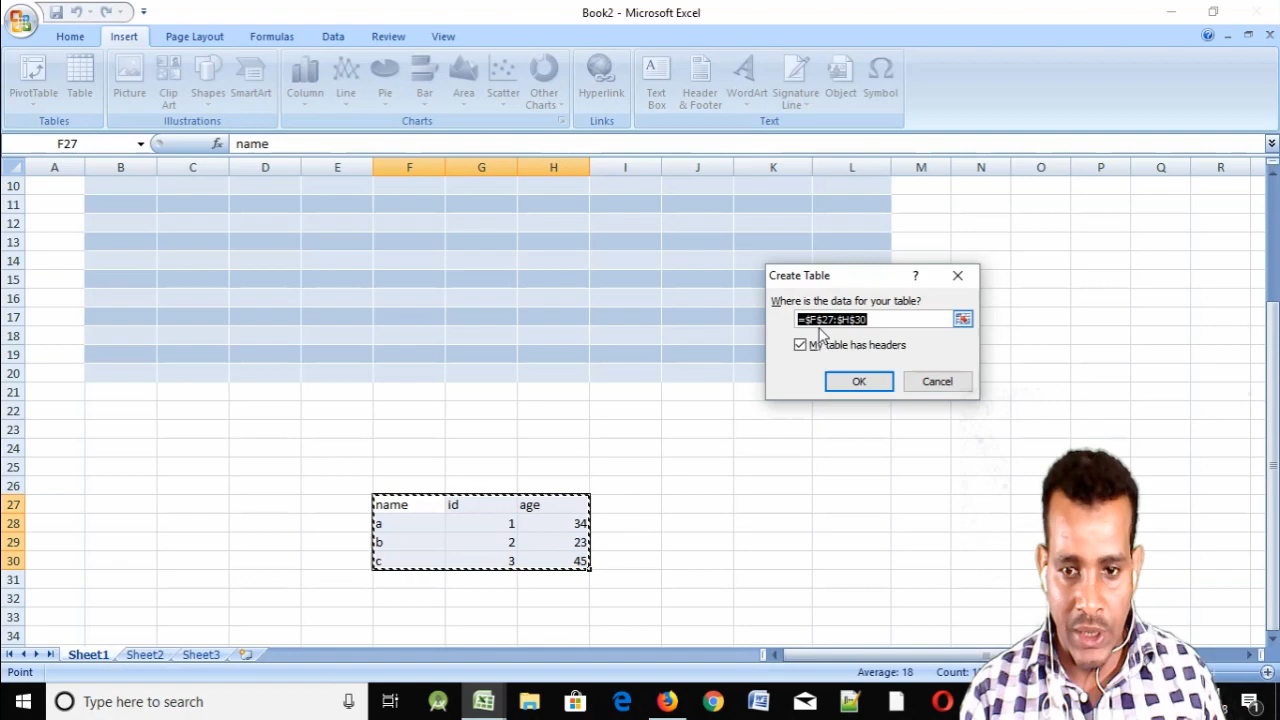 Book2 - Microsoft Excel
Home Insert Page Layout Formulas Data Review View
PivotTable Table Picture Clip Art Shapes SmartArt Column Line Pie Bar Area Scatter Other Charts Hyperlink Text Box Header & Footer WordArt Signature Line Object Symbol
Tables Illustrations Charts Links Text
F27 fx name
A B C D E F G H I J K L M N O P Q R
10
11
12
13
14
15
16
17
18
19
20
21
22
23
24
25
26
27 name id age
28 a 1 34
29 b 2 23
30 c 3 45
31
32
33
34
Create Table ?
Where is the data for your table?
=$F$27:$H$30
My table has headers
OK Cancel
Sheet1 Sheet2 Sheet3
Point Average: 18
Type here to search